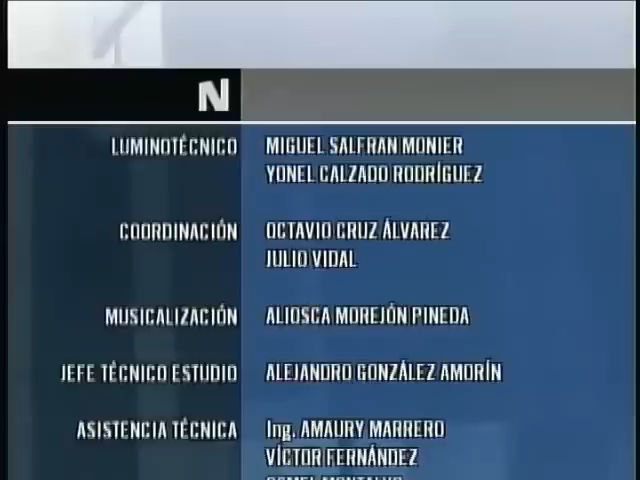 N
LUMINOTÉCNICO MIGUEL SALFRAN MONIER
YONEL CALZADO RODRÍGUEZ
COORDINACIÓN OCTAVIO CRUZ ÁLVAREZ
JULIO VIDAL
MUSICALIZACIÓN ALIOSCA MOREJÓN PINEDA
JEFE TÉCNICO ESTUDIO ALEJANDRO GONZÁLEZ AMORÍN
ASISTENCIA TÉCNICA Ing. AMAURY MARRERO
VÍCTOR FERNÁNDEZ